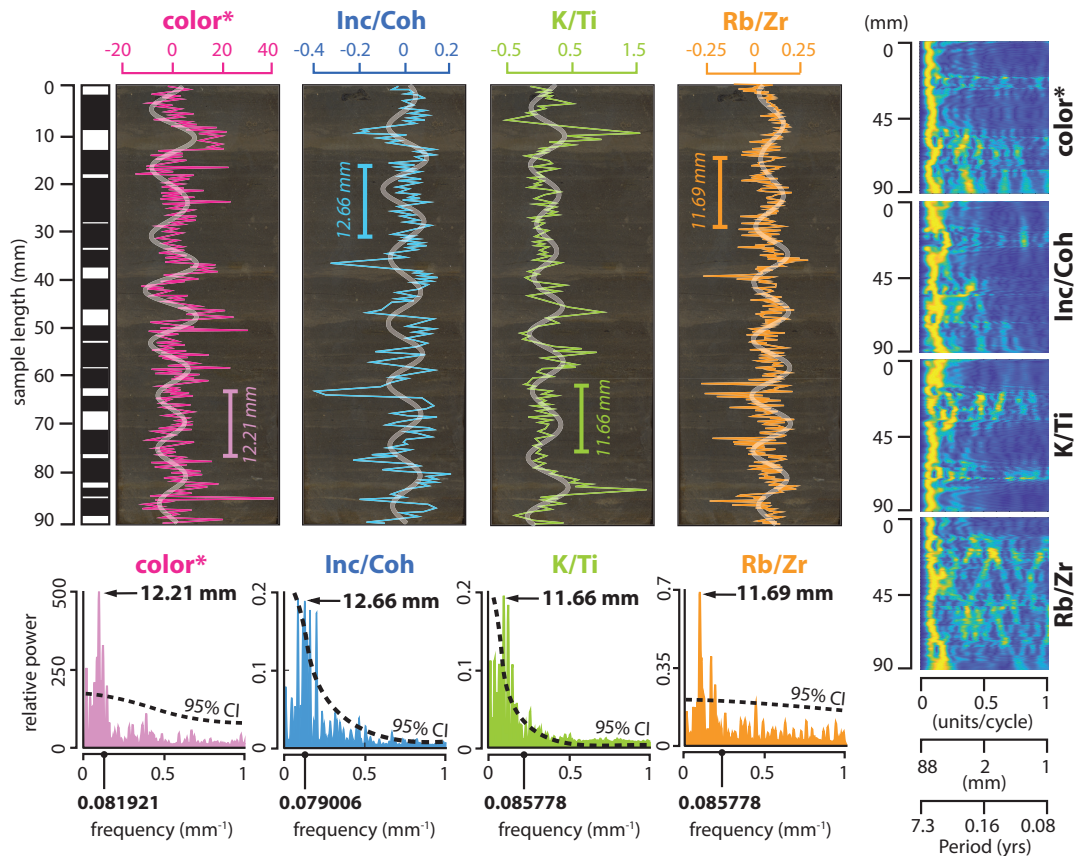 color*
Inc/Coh
K/Ti
Rb/Zr
(mm)
-20 0 20 40
-0.4 0 0.2
-0.5 0.5 1.5
-0.25 0 0.25
sample length (mm)
0
10
20
30
40
50
60
70
80
90
12.21 mm
12.66 mm
11.66 mm
11.69 mm
0
45
90
color*
0
45
90
Inc/Coh
0
45
90
K/Ti
0
45
90
Rb/Zr
0 0.5 1
(units/cycle)
88 2 1
(mm)
7.3 0.16 0.08
Period (yrs)
color*
relative power
500
250
0
12.21 mm
95% CI
0.5 1
0.081921
frequency (mm⁻¹)
Inc/Coh
0.2
0.1
0
12.66 mm
95% CI
0.5 1
0.079006
frequency (mm⁻¹)
K/Ti
0.2
0.1
0
11.66 mm
95% CI
0.5 1
0.085778
frequency (mm⁻¹)
Rb/Zr
0.7
0.35
0
11.69 mm
95% CI
0.5 1
0.085778
frequency (mm⁻¹)